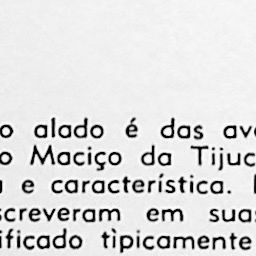 o alado é das av
o Maciço da Tijuc
e característica.
screveram em suas
ificado tìpicamente